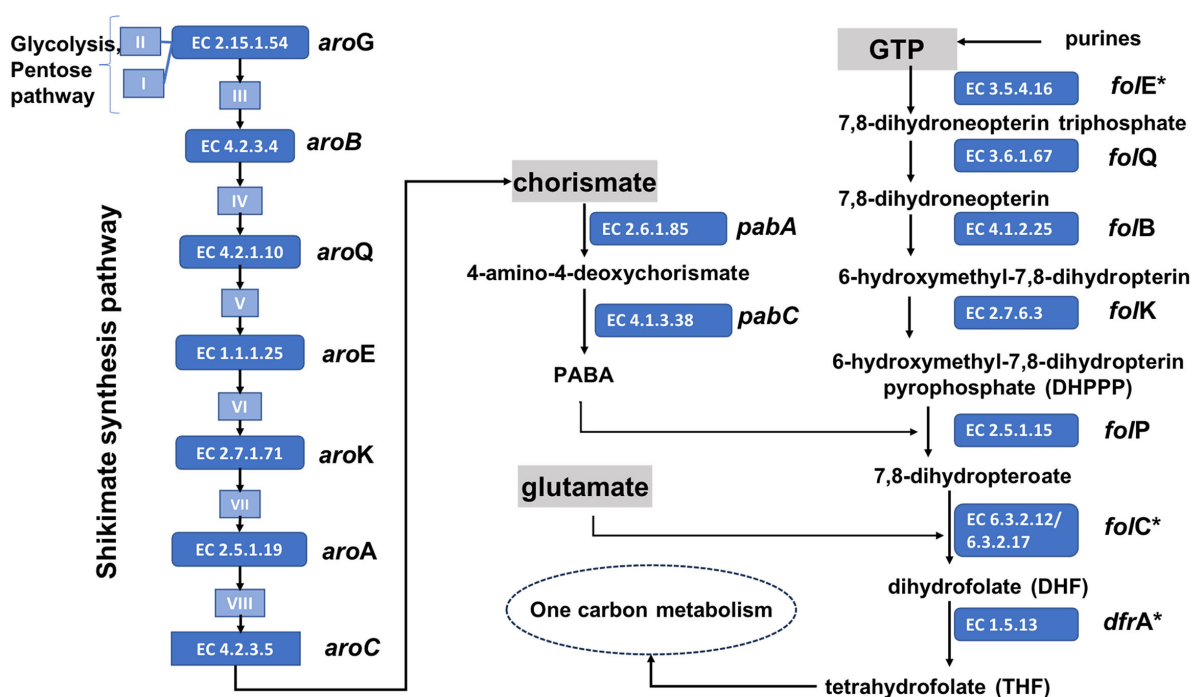 Glycolysis,
Pentose
pathway
II
I
EC 2.15.1.54
aroG
III
EC 4.2.3.4
aroB
IV
EC 4.2.1.10
aroQ
V
EC 1.1.1.25
aroE
VI
EC 2.7.1.71
aroK
VII
EC 2.5.1.19
aroA
VIII
EC 4.2.3.5
aroC
Shikimate synthesis pathway
chorismate
EC 2.6.1.85
pabA
4-amino-4-deoxychorismate
EC 4.1.3.38
pabC
PABA
glutamate
One carbon metabolism
GTP
purines
EC 3.5.4.16
folE*
7,8-dihydroneopterin triphosphate
EC 3.6.1.67
folQ
7,8-dihydroneopterin
EC 4.1.2.25
folB
6-hydroxymethyl-7,8-dihydropterin
EC 2.7.6.3
folK
6-hydroxymethyl-7,8-dihydropterin
pyrophosphate (DHPPP)
EC 2.5.1.15
folP
7,8-dihydropteroate
EC 6.3.2.12/
6.3.2.17
folC*
dihydrofolate (DHF)
EC 1.5.13
dfrA*
tetrahydrofolate (THF)